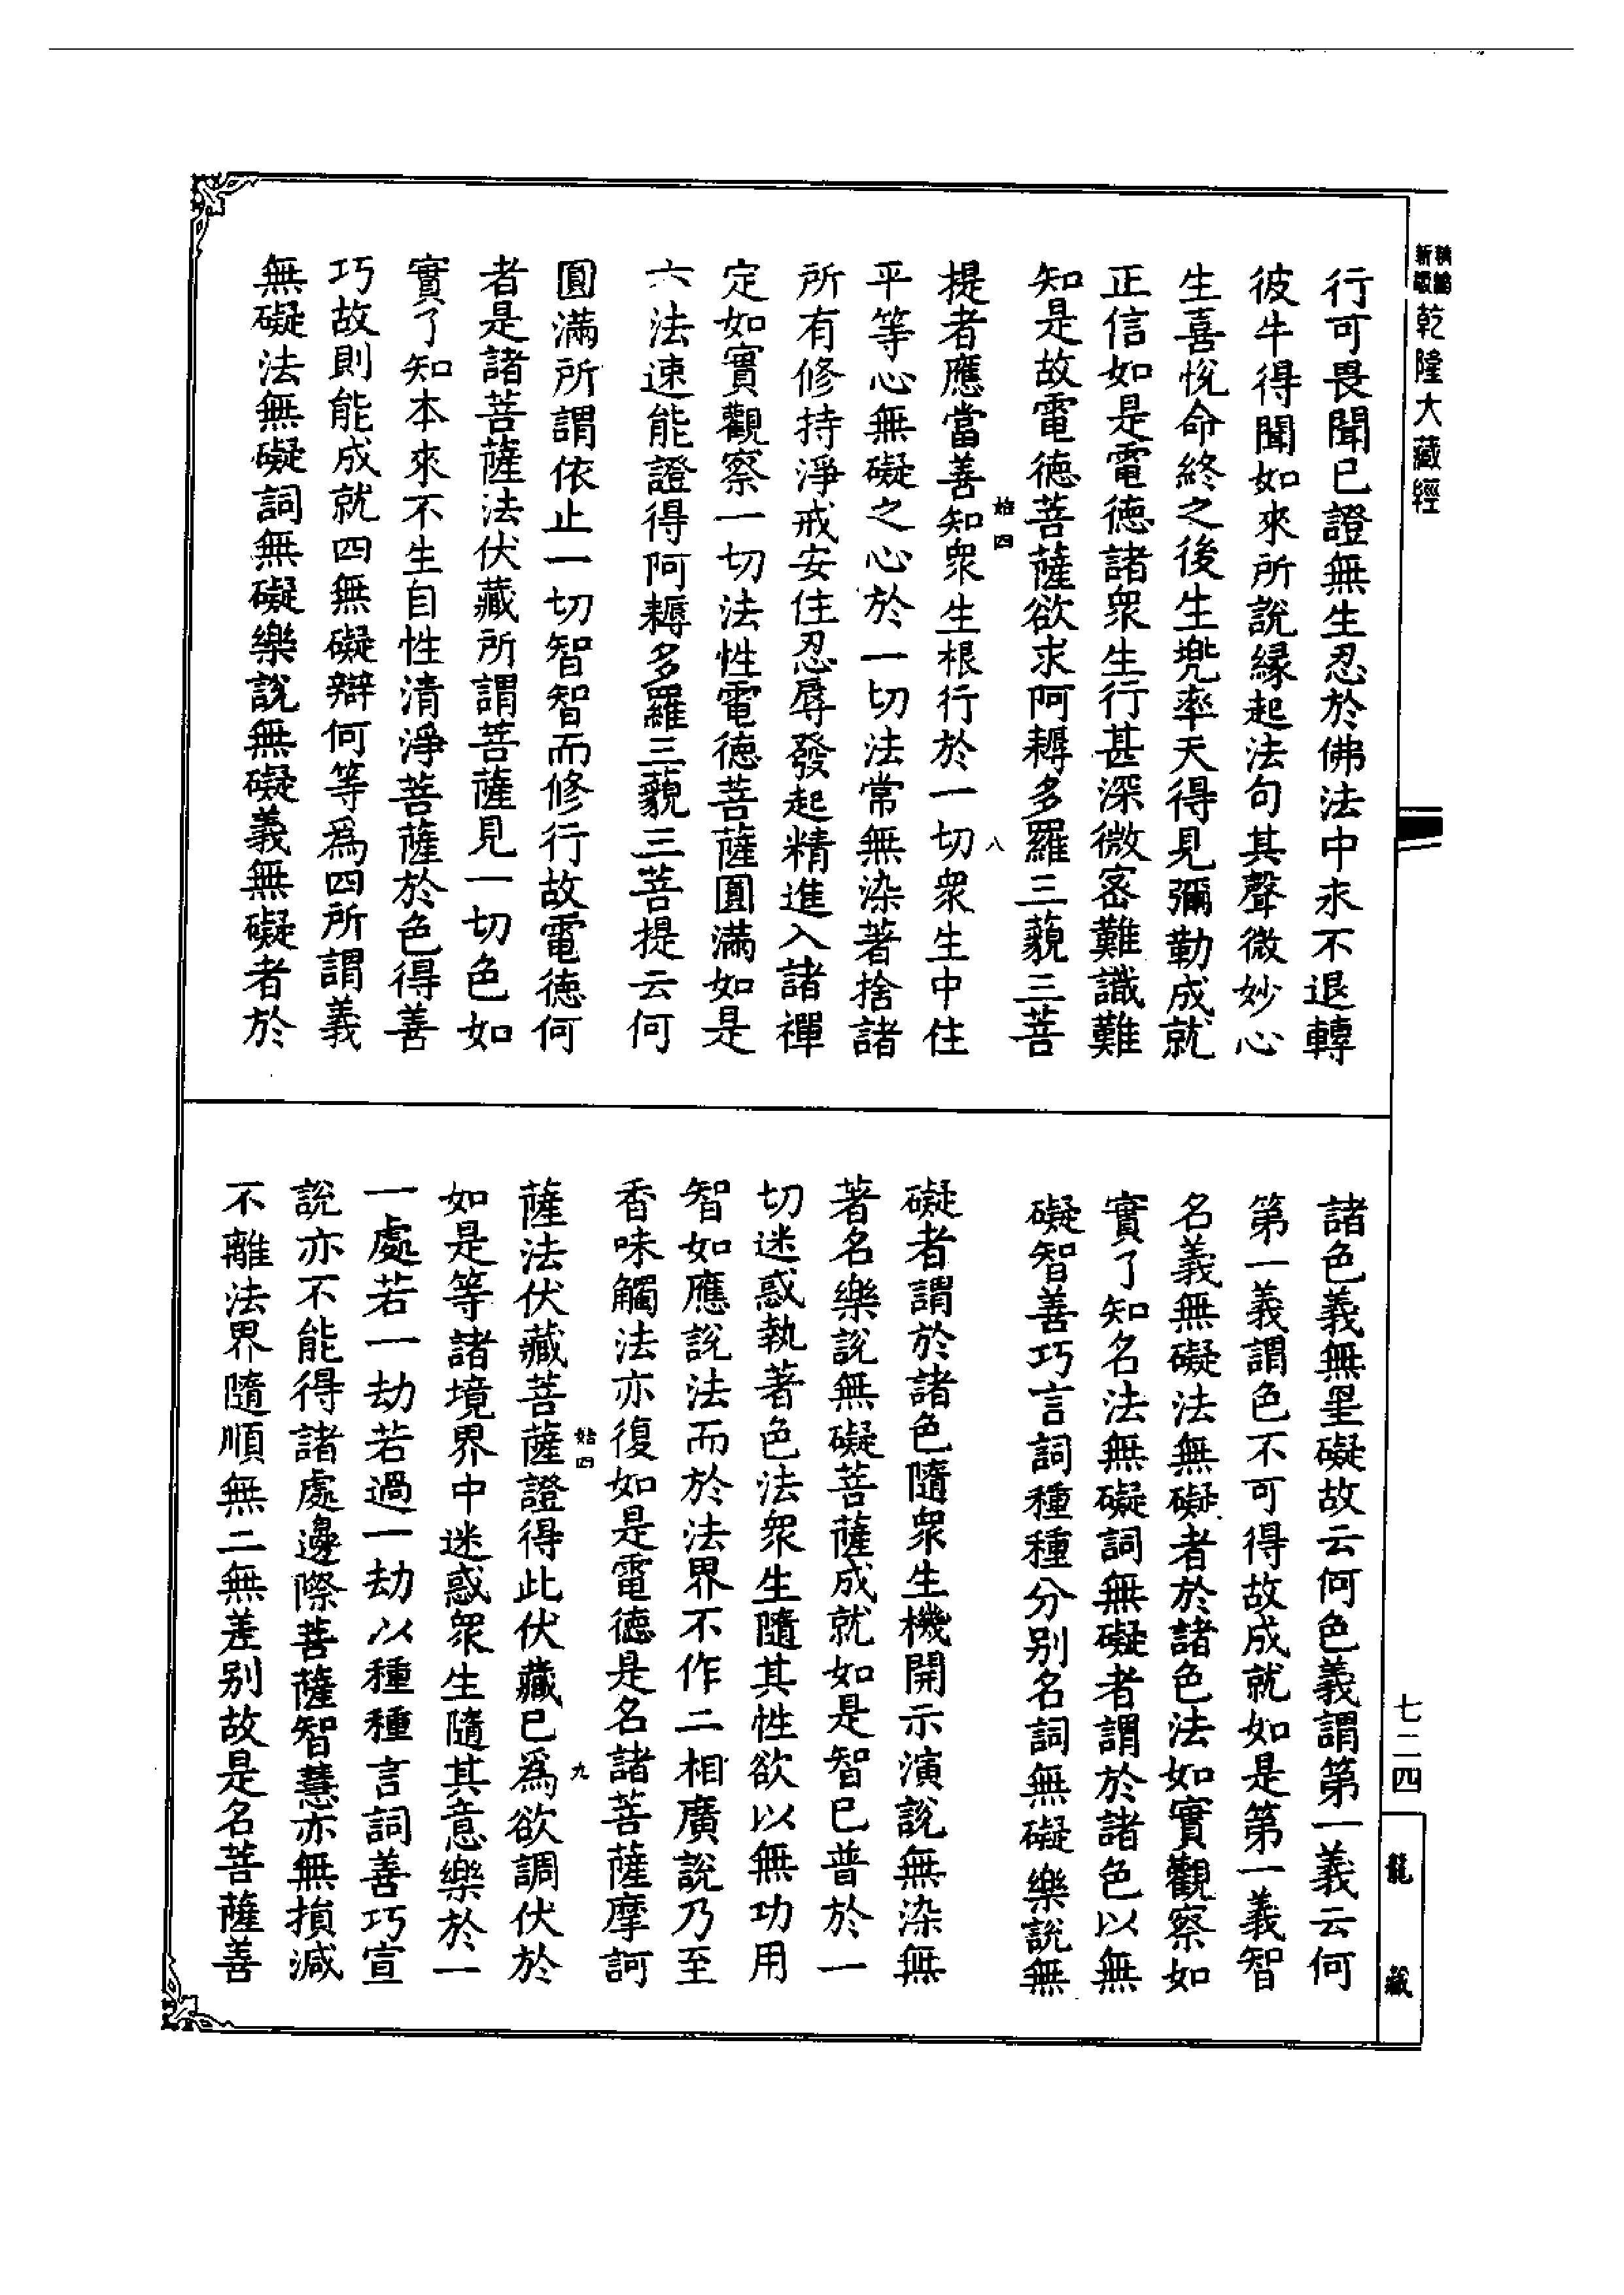 新編縮印
乾隆大藏經
行可畏聞已證無生忍於佛法中永不退轉
彼牛得聞如來所說緣起法句其聲微妙心
生喜悅命終之後生兜率天得見彌勒成就
正信如是電德諸衆生行甚深微密難識難
知是故電德菩薩欲求阿耨多羅三藐三菩
始四
八
提者應當善知衆生根行於一切衆生中住
平等心無礙之心於一切法常無染著捨諸
所有修持淨戒安住忍辱發起精進入諸禪
定如實觀察一切法性電德菩薩圓滿如是
六法速能證得阿耨多羅三藐三菩提云何
圓滿所謂依止一切智智而修行故電德何
者是諸菩薩法伏藏所謂菩薩見一切色如
實了知本來不生自性清淨菩薩於色得善
巧故則能成就四無礙辯何等爲四所謂義
無礙法無礙詞無礙樂說無礙義無礙者於
諸色義無罣礙故云何色義謂第一義云何
第一義謂色不可得故成就如是第一義智
名義無礙法無礙者於諸色法如實觀察如
實了知名法無礙詞無礙者謂於諸色以無
礙智善巧言詞種種分別名詞無礙樂說無
礙者謂於諸色隨衆生機開示演說無染無
著名樂說無礙菩薩成就如是智已普於一
切迷惑執著色法衆生隨其性欲以無功用
智如應說法而於法界不作二相廣說乃至
香味觸法亦復如是電德是名諸菩薩摩訶
始四
九
薩法伏藏菩薩證得此伏藏已爲欲調伏於
如是等諸境界中迷惑衆生隨其意樂於一
一處若一劫若過一劫以種種言詞善巧宣
說亦不能得諸處邊際菩薩智慧亦無損減
不離法界隨順無二無差別故是名菩薩善
七二四
龍藏